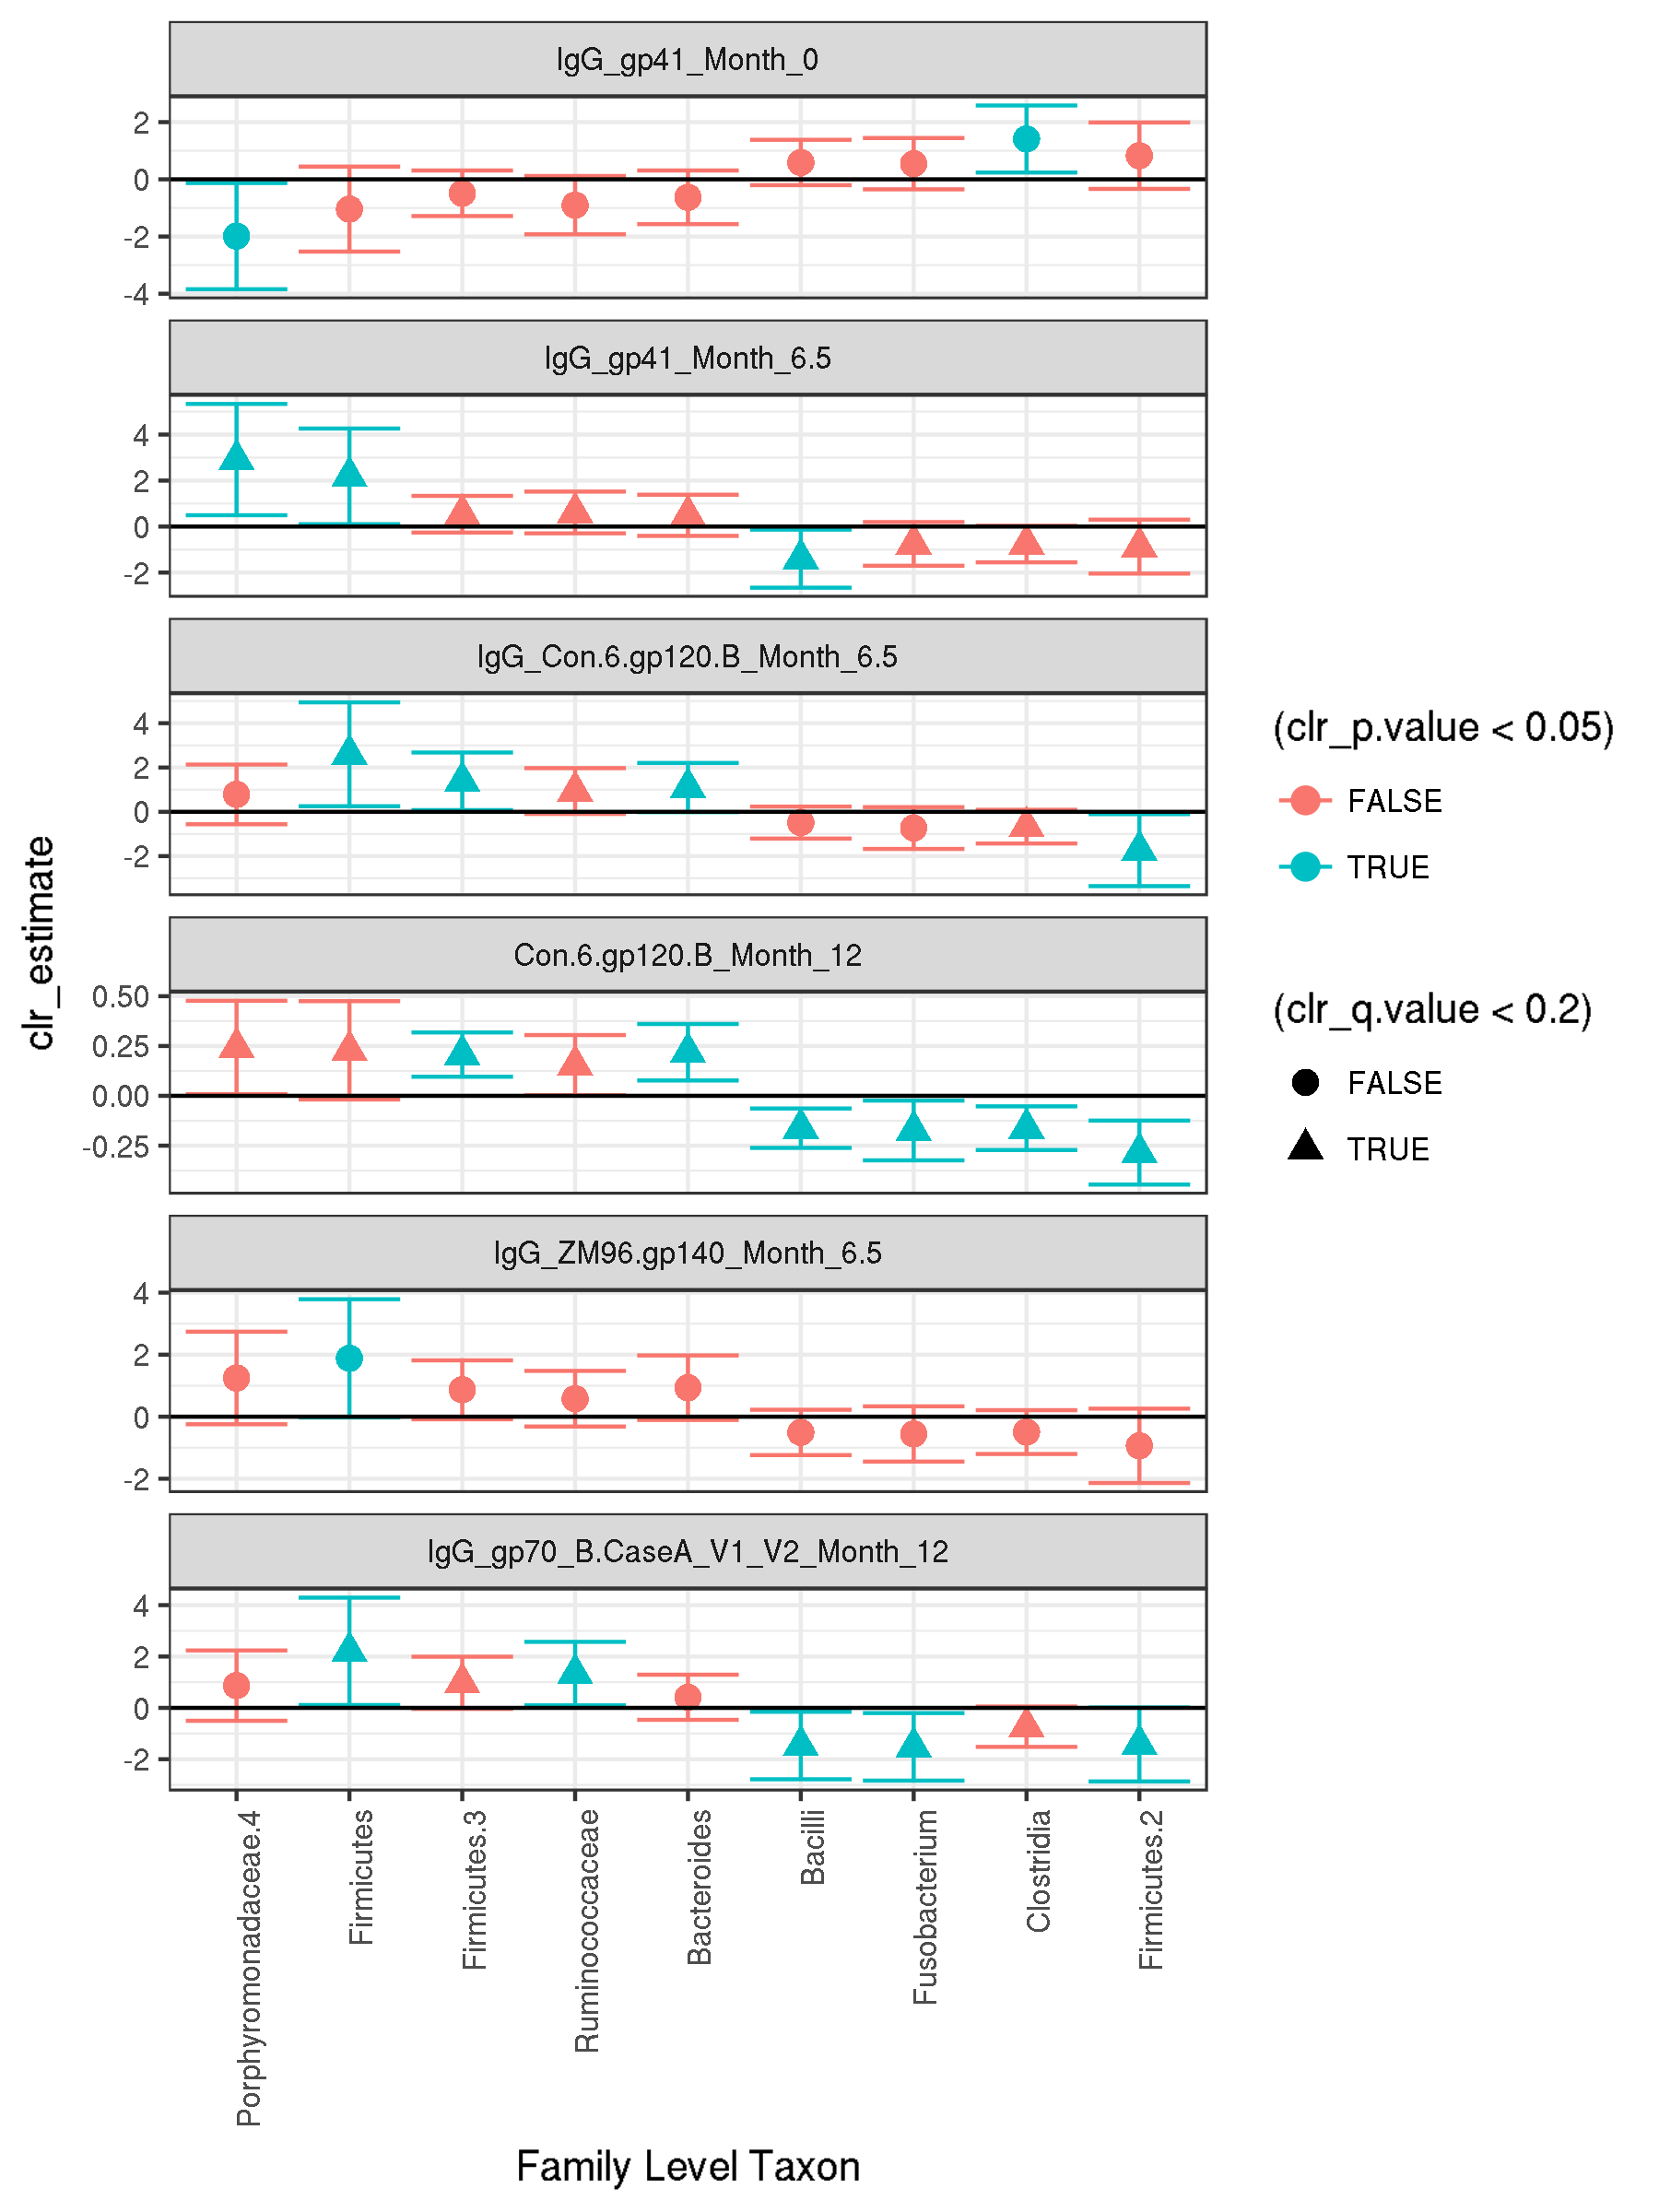 IgG_gp41_Month_0
2
0
-2
-4
IgG_gp41_Month_6.5
4
2
0
-2
IgG_Con.6.gp120.B_Month_6.5
4
2
0
-2
Con.6.gp120.B_Month_12
0.50
0.25
0.00
-0.25
IgG_ZM96.gp140_Month_6.5
4
2
0
-2
IgG_gp70_B.CaseA_V1_V2_Month_12
4
2
0
-2
clr_estimate
Porphyromonadaceae.4
Firmicutes
Firmicutes.3
Ruminococcaceae
Bacteroides
Bacilli
Fusobacterium
Clostridia
Firmicutes.2
Family Level Taxon
(clr_p.value < 0.05)
FALSE
TRUE
(clr_q.value < 0.2)
FALSE
TRUE